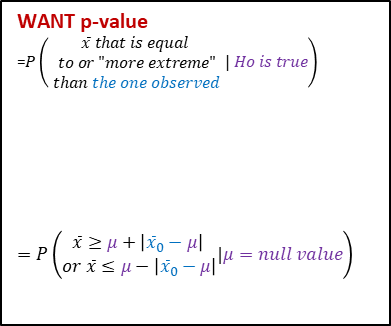 WANT p-value
=P( x̄ that is equal
to or "more extreme" | Ho is true)
than the one observed
= P( x̄ ≥ μ + |x̄₀ − μ|
or x̄ ≤ μ − |x̄₀ − μ| |μ = null value)